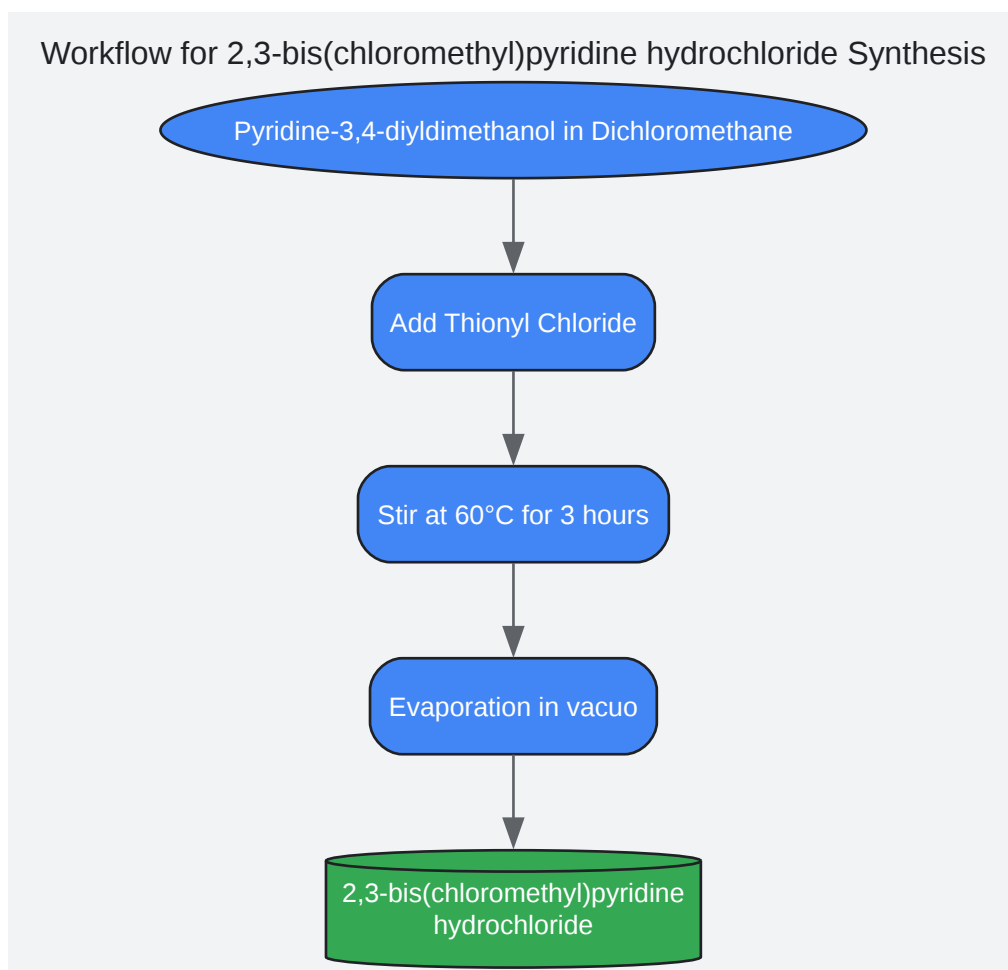 Workflow for 2,3-bis(chloromethyl)pyridine hydrochloride Synthesis
Pyridine-3,4-diyldimethanol in Dichloromethane
Add Thionyl Chloride
Stir at 60°C for 3 hours
Evaporation in vacuo
2,3-bis(chloromethyl)pyridine
hydrochloride